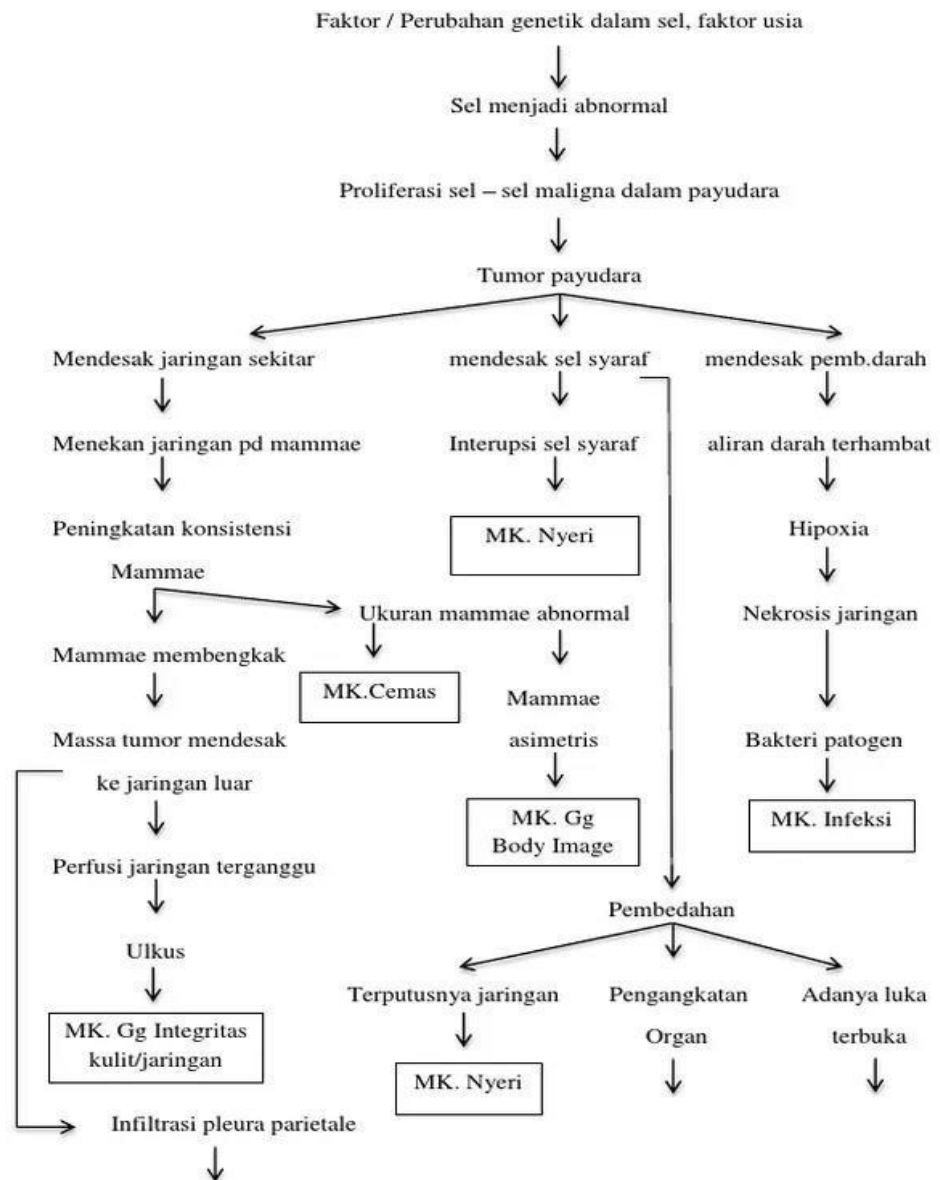 Faktor / Perubahan genetik dalam sel, faktor usia
Sel menjadi abnormal
Proliferasi sel – sel maligna dalam payudara
Tumor payudara
Mendesak jaringan sekitar
mendesak sel syaraf
mendesak pemb.darah
Menekan jaringan pd mammae
Interupsi sel syaraf
aliran darah terhambat
Peningkatan konsistensi
Mammae
MK. Nyeri
Hipoxia
Ukuran mammae abnormal
Nekrosis jaringan
Mammae membengkak
MK.Cemas
Mammae
asimetris
Massa tumor mendesak
ke jaringan luar
Bakteri patogen
MK. Gg
Body Image
MK. Infeksi
Perfusi jaringan terganggu
Pembedahan
Ulkus
Terputusnya jaringan
Pengangkatan
Organ
Adanya luka
terbuka
MK. Gg Integritas
kulit/jaringan
MK. Nyeri
Infiltrasi pleura parietale